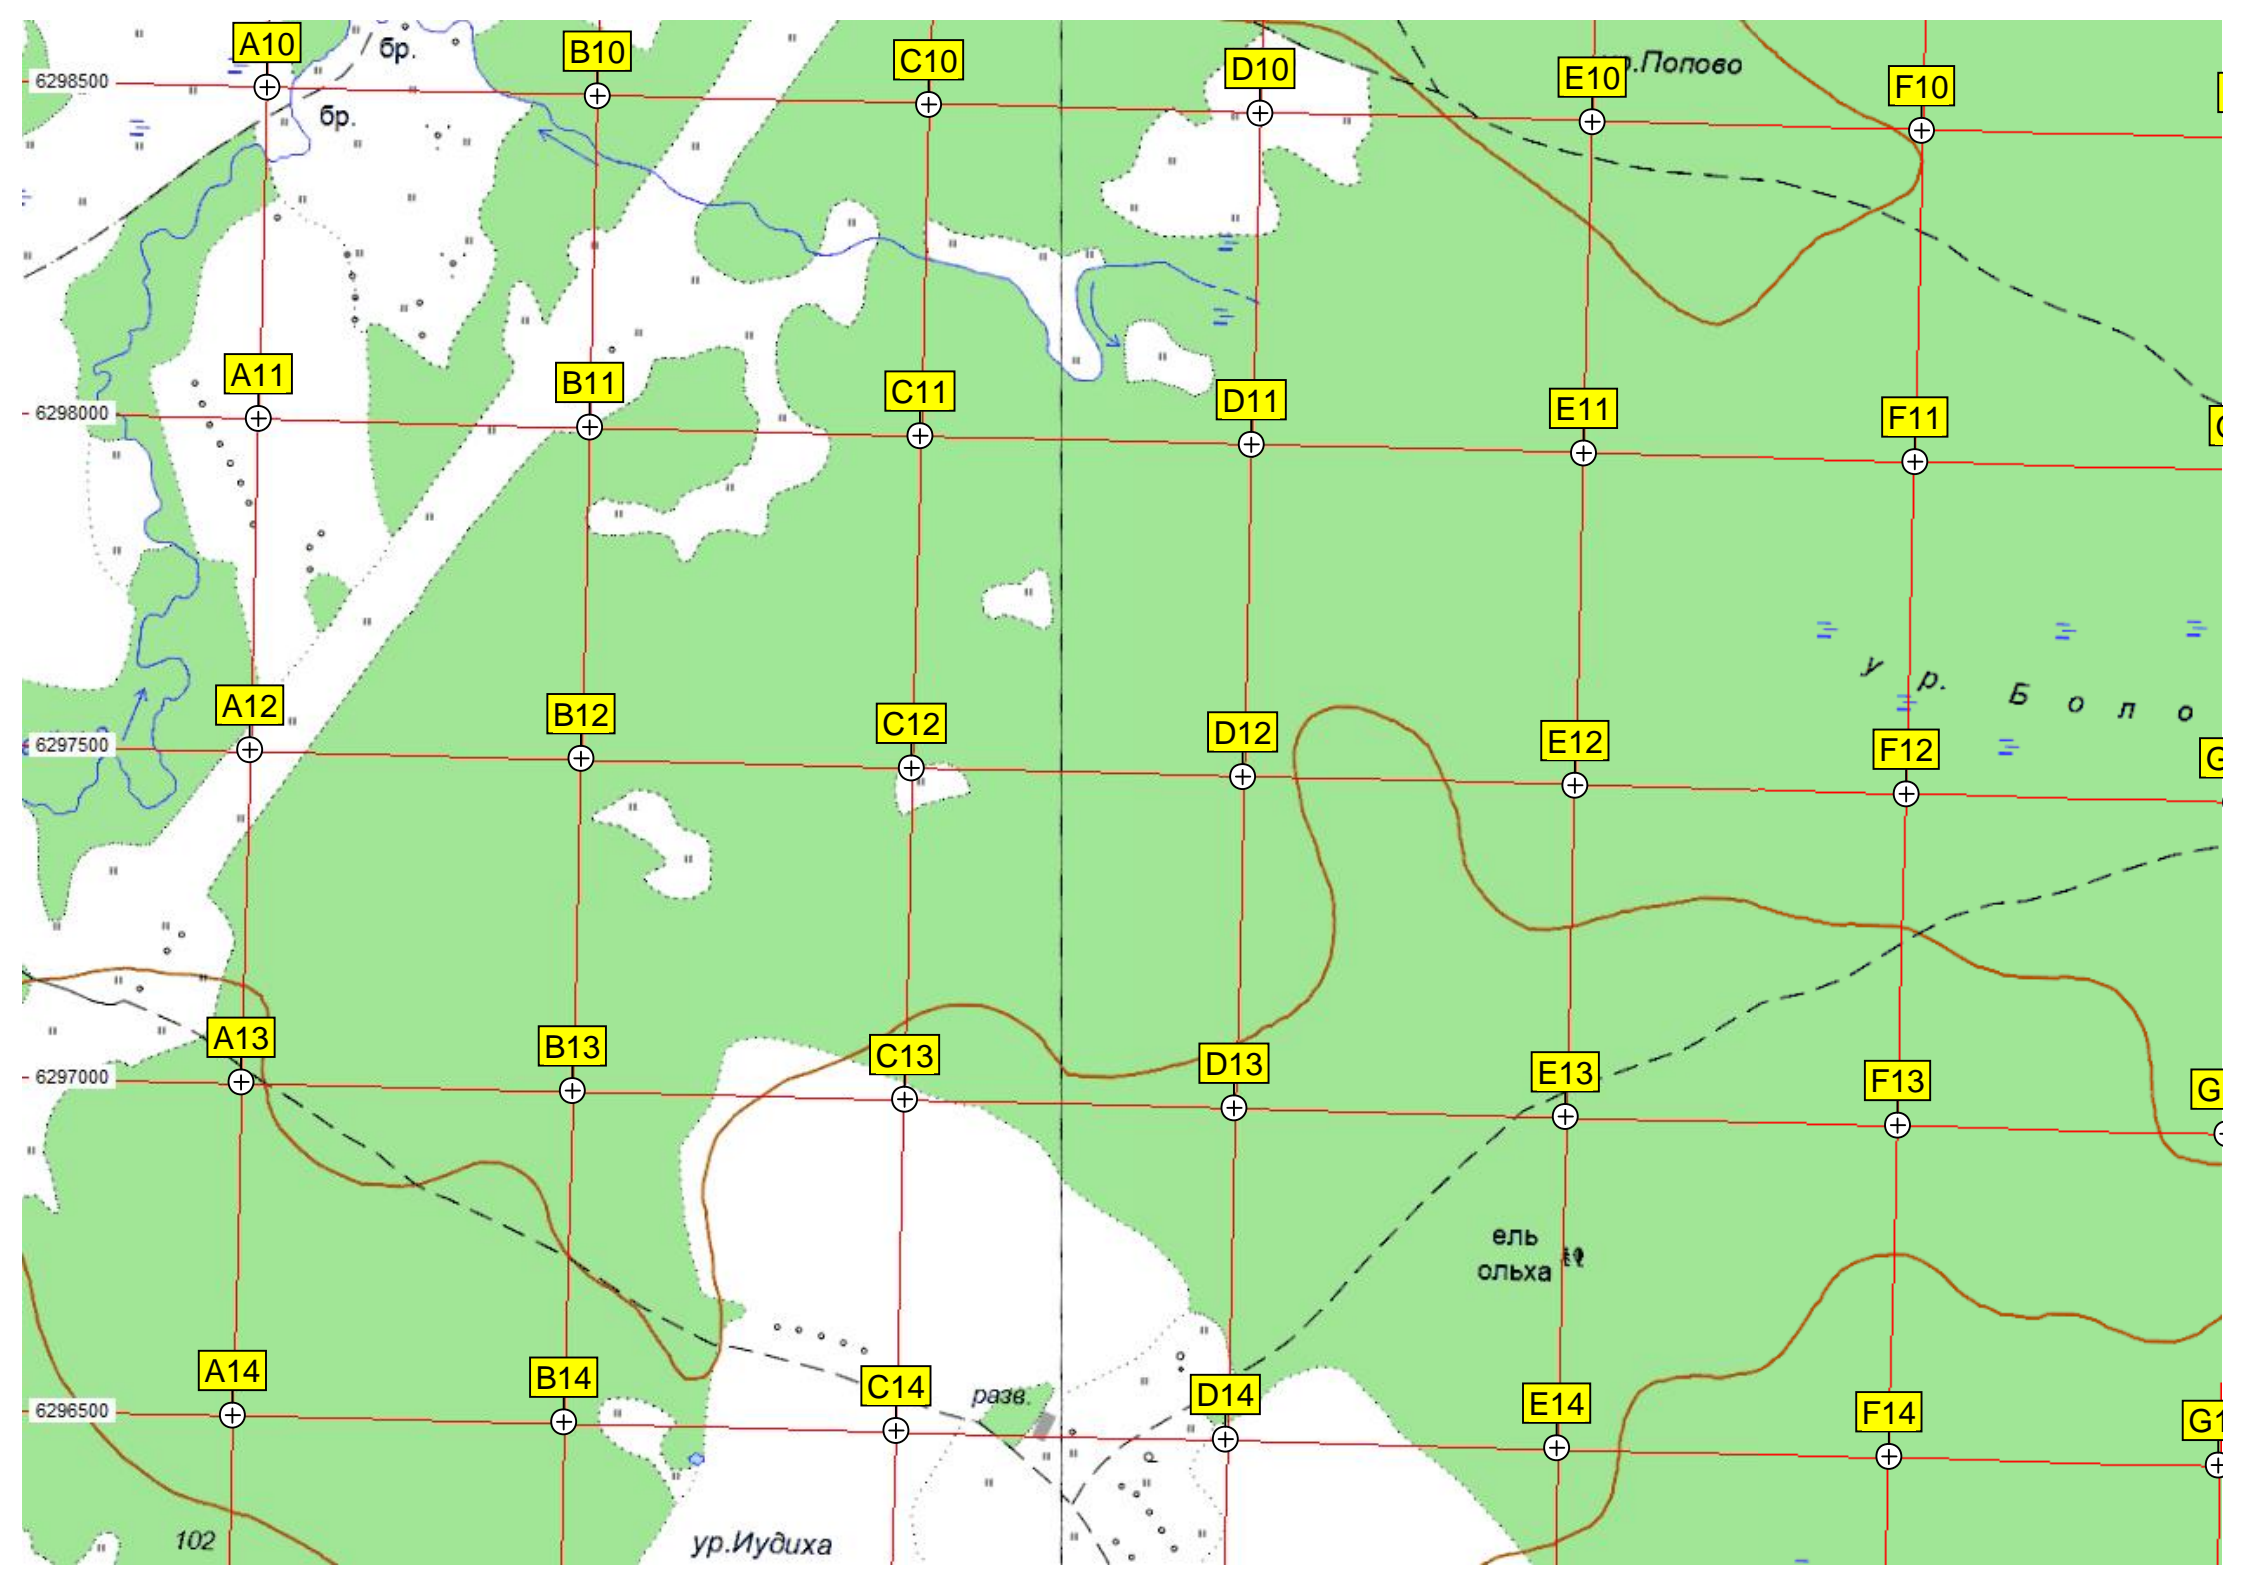 A10
B10
C10
D10
E10
ур.Попово
F10
6298500
бр.
бр.
A11
B11
C11
D11
E11
F11
6298000
A12
B12
C12
D12
E12
F12
G
6297500
у р. Б о л о
A13
B13
C13
D13
E13
F13
G
6297000
ель
ольха
A14
B14
C14
D14
E14
F14
G1
6296500
разв.
102
ур.Иудиха